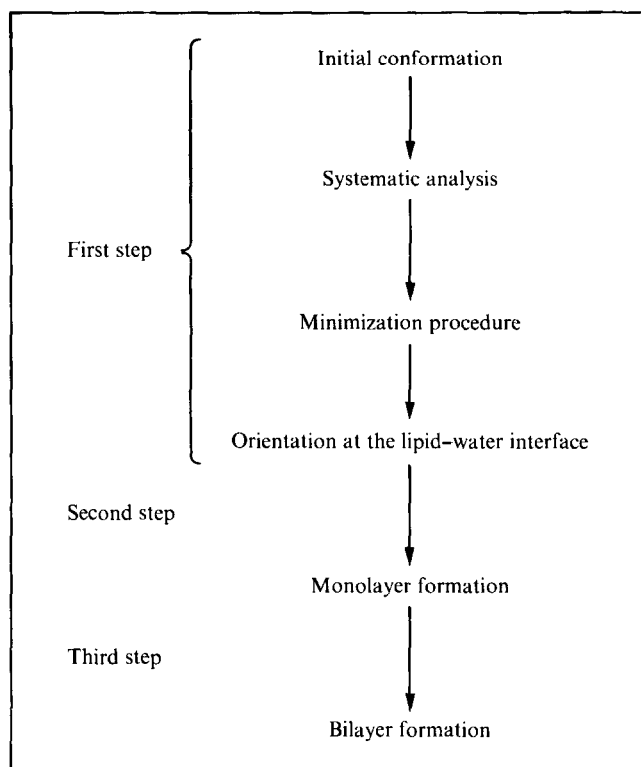 Initial conformation
Systematic analysis
First step
Minimization procedure
Orientation at the lipid–water interface
Second step
Monolayer formation
Third step
Bilayer formation